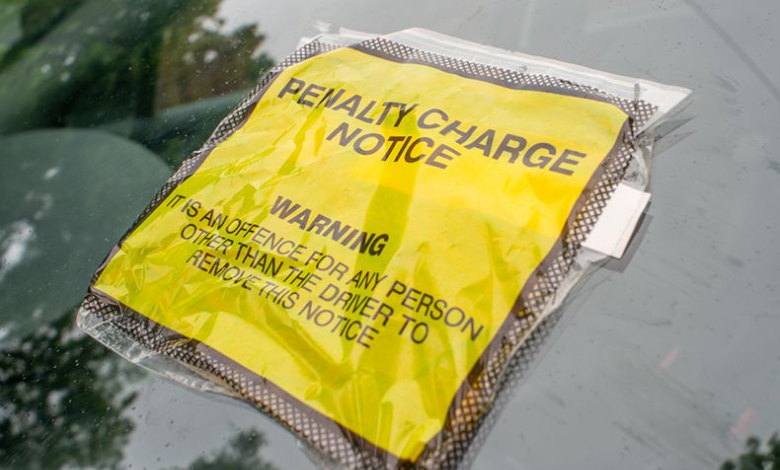 PENALTY CHARGE
NOTICE
WARNING
IT IS AN OFFENCE FOR ANY PERSON
OTHER THAN THE DRIVER TO
REMOVE THIS NOTICE